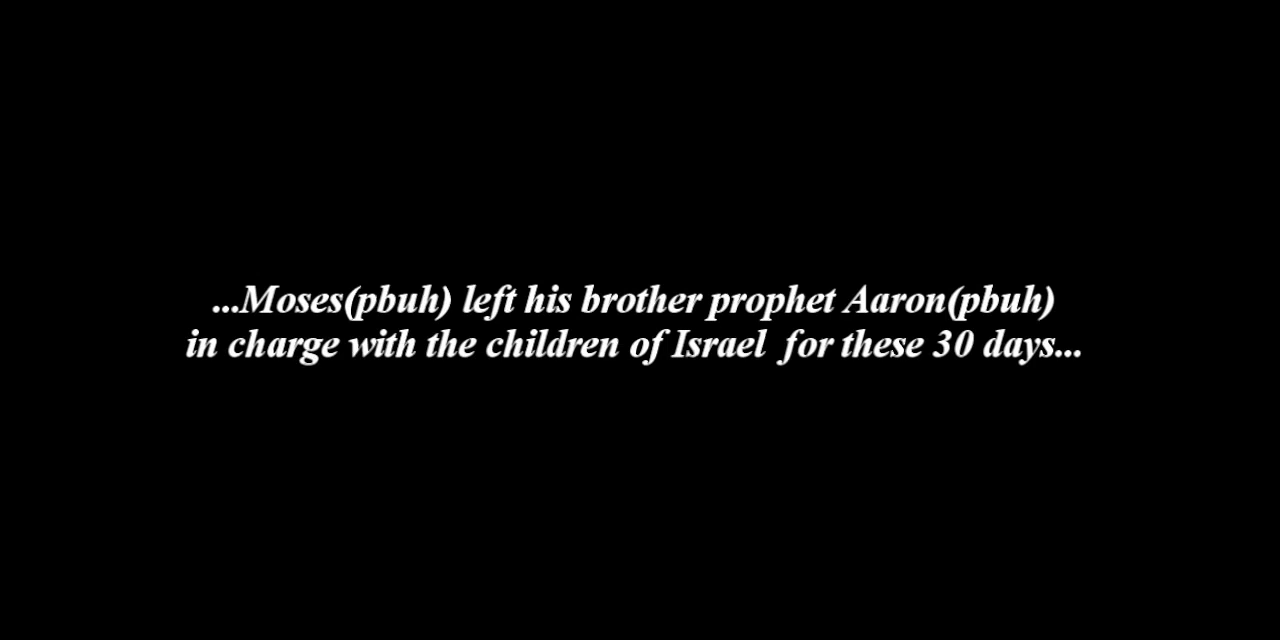 ...Moses(pbuh) left his brother prophet Aaron(pbuh)
in charge with the children of Israel  for these 30 days...